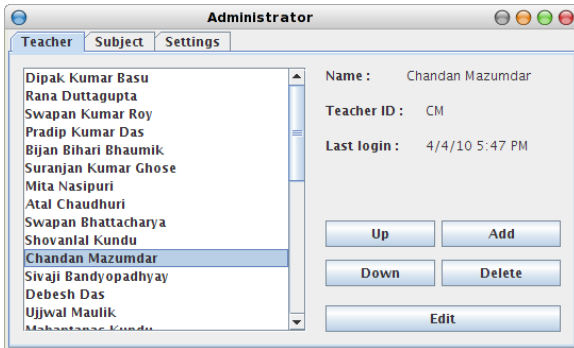 Administrator
Teacher Subject Settings
Dipak Kumar Basu
Rana Duttagupta
Swapan Kumar Roy
Pradip Kumar Das
Bijan Bihari Bhaumik
Suranjan Kumar Ghose
Mita Nasipuri
Atal Chaudhuri
Swapan Bhattacharya
Shovanlal Kundu
Chandan Mazumdar
Sivaji Bandyopadhyay
Debesh Das
Ujjwal Maulik
Mahantapas Kundu
Name : Chandan Mazumdar
Teacher ID : CM
Last login : 4/4/10 5:47 PM
Up Add
Down Delete
Edit